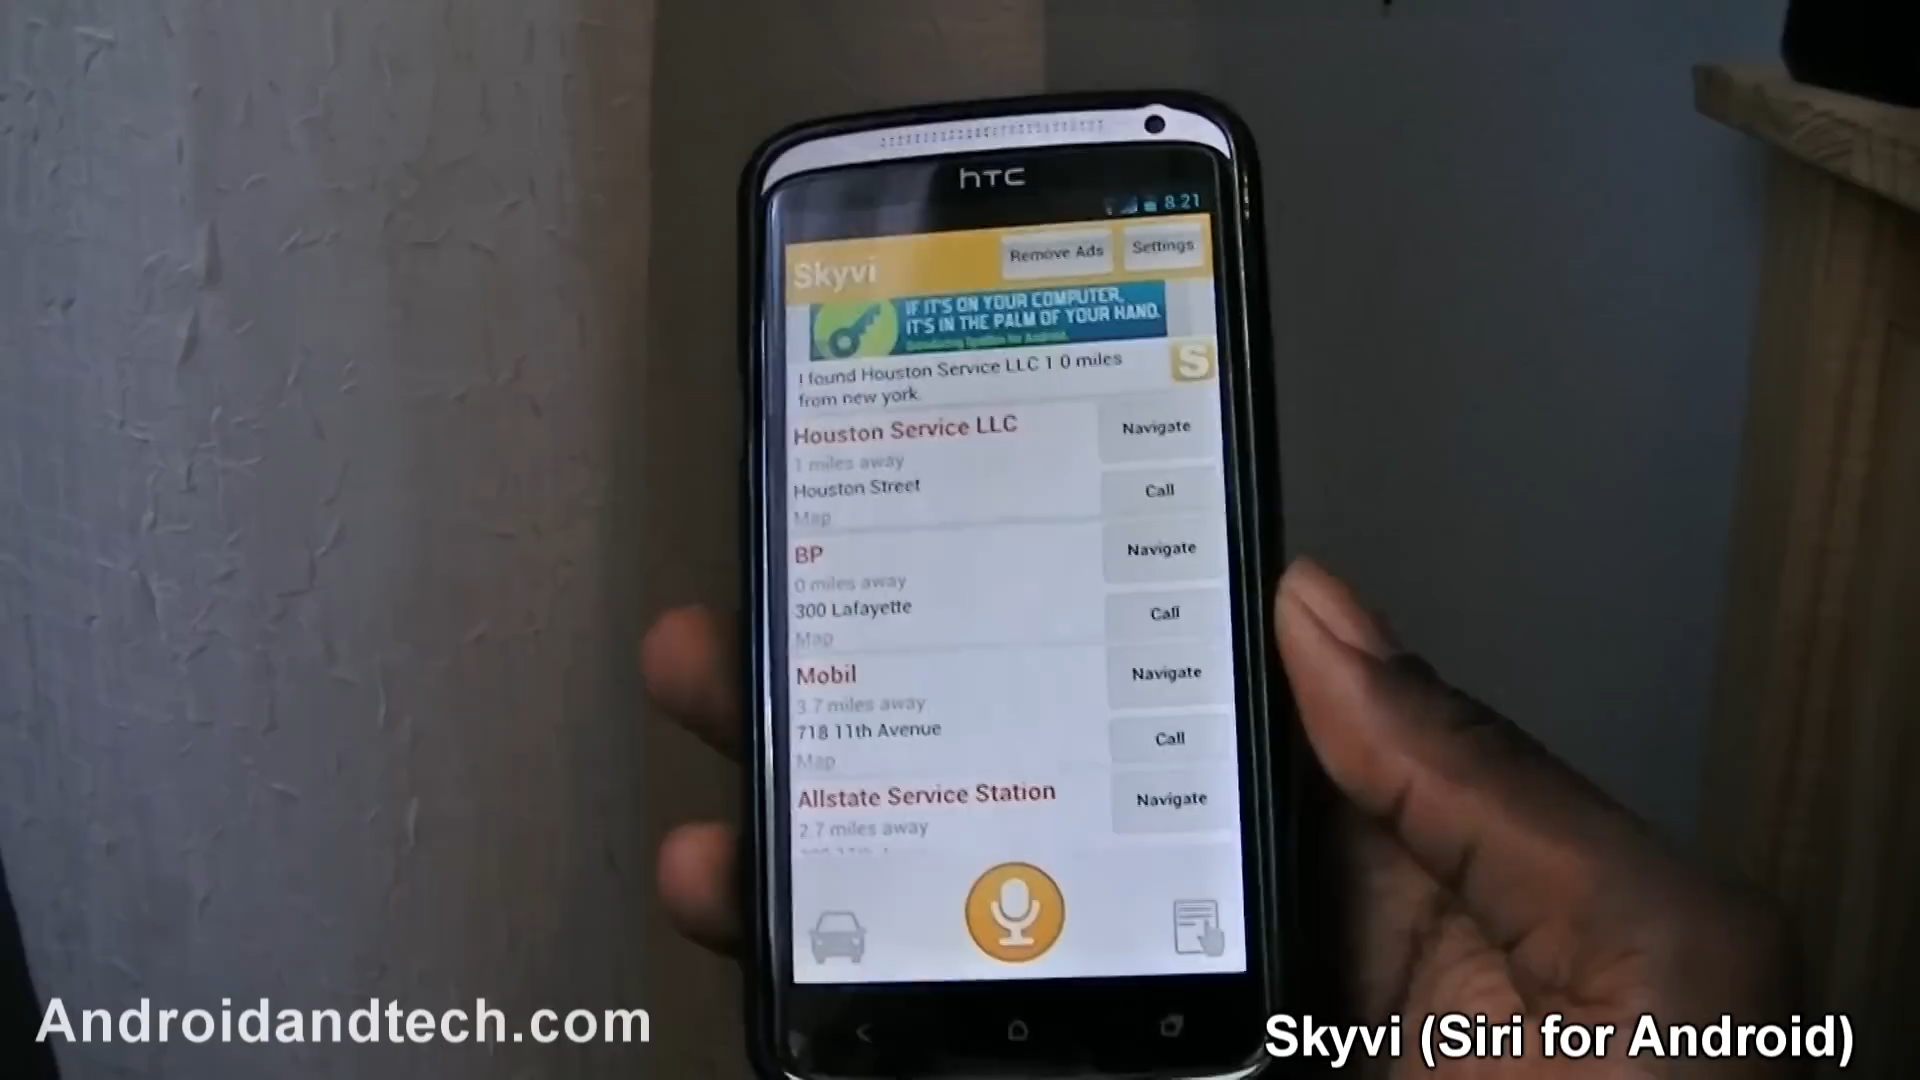 hTC
8.21
Skyvi
Remove Ads
Settings
IF IT'S ON YOUR COMPUTER,
IT'S IN THE PALM OF YOUR HAND.
I found Houston Service LLC 1 0 miles
from new york.
S
Houston Service LLC
Navigate
1 miles away
Houston Street
Call
Map
BP
Navigate
0 miles away
300 Lafayette
Call
Map
Mobil
Navigate
3.7 miles away
718 11th Avenue
Call
Map
Allstate Service Station
Navigate
2.7 miles away
Androidandtech.com
Skyvi (Siri for Android)